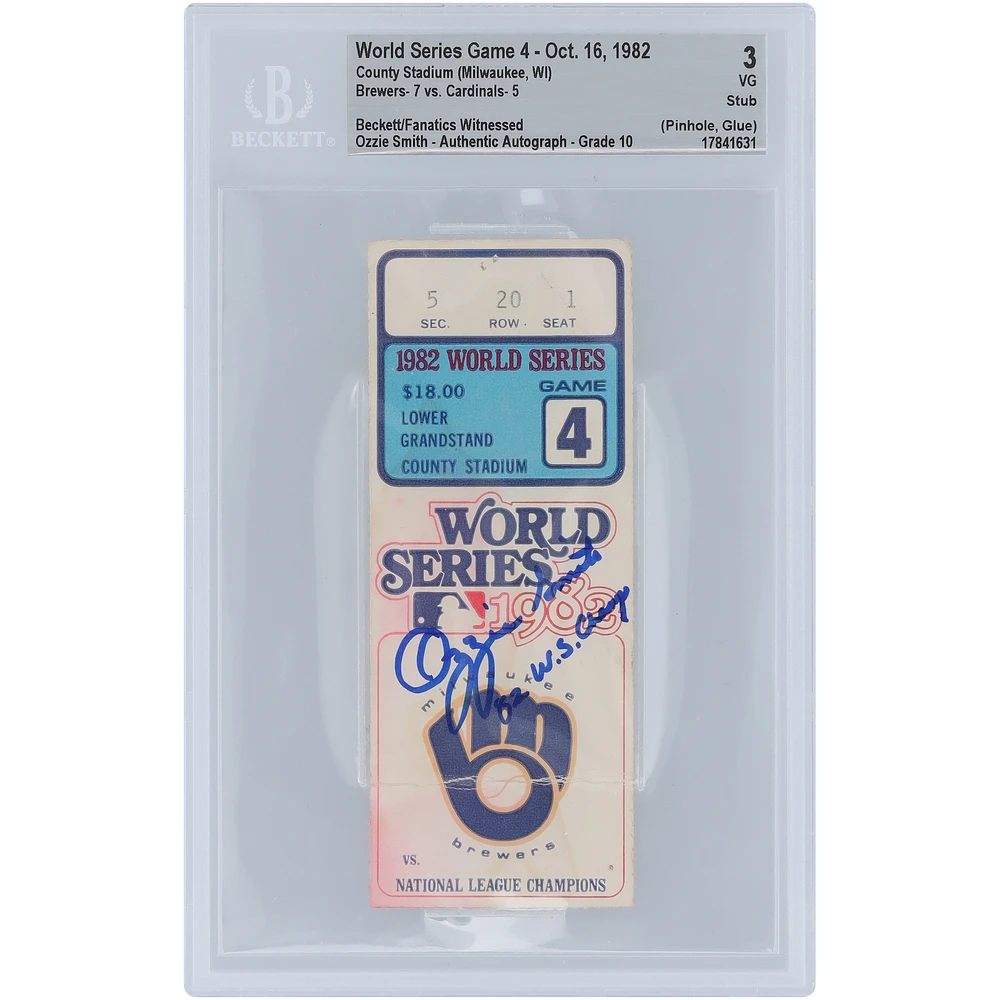 World Series Game 4 - Oct. 16, 1982
3
County Stadium (Milwaukee, WI)
VG
Brewers- 7 vs. Cardinals- 5
Stub
Beckett/Fanatics Witnessed
(Pinhole, Glue)
Ozzie Smith - Authentic Autograph - Grade 10
17841631
B
BECKETT®
5 20 1
SEC. ROW. SEAT
1982 WORLD SERIES
$18.00
GAME
LOWER
4
GRANDSTAND
COUNTY STADIUM
WORLD
SERIES
1982
Ozzie Smith
82 W.S. Champs
milwaukee
brewers
VS.
NATIONAL LEAGUE CHAMPIONS